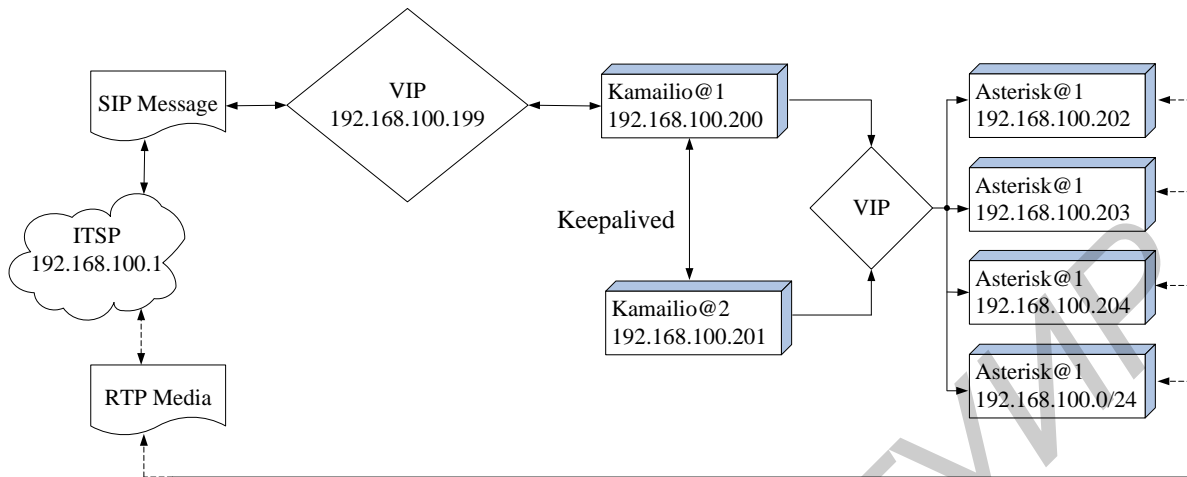 SIP Message
VIP
192.168.100.199
Kamailio@1
192.168.100.200
Asterisk@1
192.168.100.202
Asterisk@1
192.168.100.203
VIP
Keepalived
ITSP
192.168.100.1
Kamailio@2
192.168.100.201
Asterisk@1
192.168.100.204
RTP Media
Asterisk@1
192.168.100.0/24
ГУИР